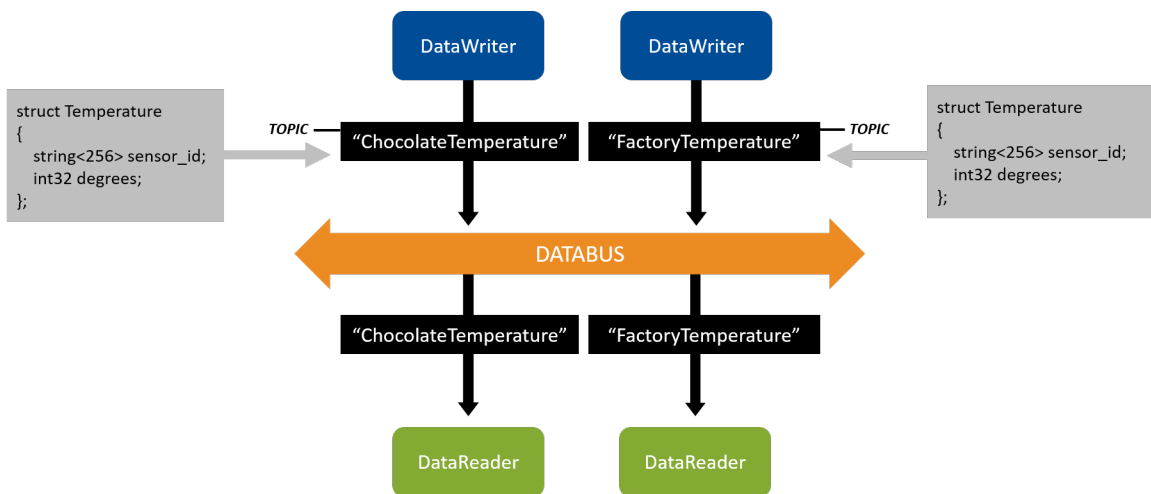 DataWriter
DataWriter
struct Temperature
{
string<256> sensor_id;
int32 degrees;
};
TOPIC
“ChocolateTemperature”
“FactoryTemperature”
TOPIC
struct Temperature
{
string<256> sensor_id;
int32 degrees;
};
DATABUS
“ChocolateTemperature”
“FactoryTemperature”
DataReader
DataReader